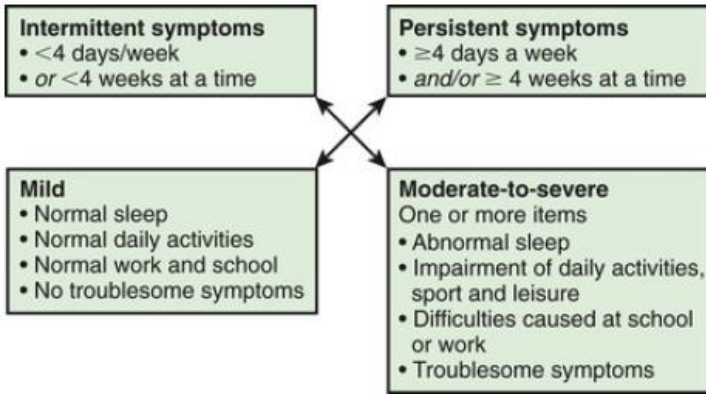 Intermittent symptoms
• <4 days/week
• or <4 weeks at a time
Persistent symptoms
• ≥4 days a week
• and/or ≥ 4 weeks at a time
Mild
• Normal sleep
• Normal daily activities
• Normal work and school
• No troublesome symptoms
Moderate-to-severe
One or more items
• Abnormal sleep
• Impairment of daily activities,
sport and leisure
• Difficulties caused at school
or work
• Troublesome symptoms